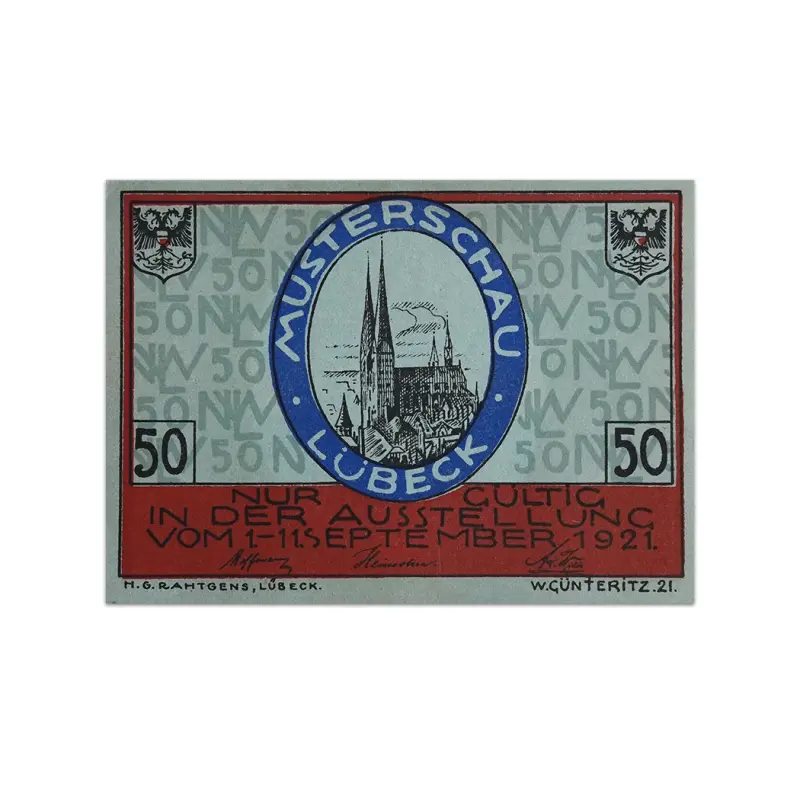 MUSTERSCHAU
· LÜBECK ·
50 50
NUR GÜLTIG
IN DER AUSSTELLUNG
VOM 1-11.SEPTEMBER 1921.
H.G.RAHTGENS, LÜBECK. W.GÜNTERITZ.21.